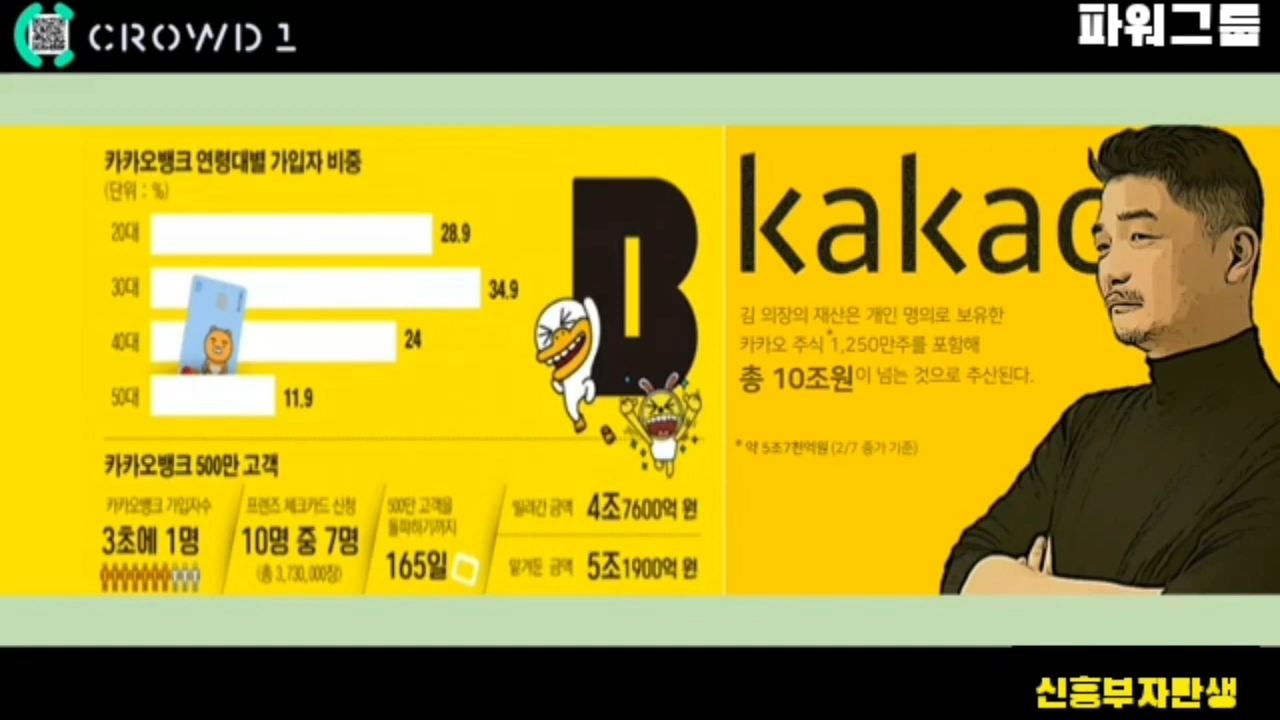 CROWD 1
파워그룹
카카오뱅크 연령대별 가입자 비중
(단위 : %)
20대 28.9
30대 34.9
40대 24
50대 11.9
B
카카오뱅크 500만 고객
카카오뱅크 가입자수
3초에 1명
프렌즈 체크카드 신청
10명 중 7명
(총 3,730,000장)
500만 고객을
돌파하기까지
165일
빌려간 금액 4조7600억 원
맡겨둔 금액 5조1900억 원
kakao
김 의장의 재산은 개인 명의로 보유한
카카오 주식*1,250만주를 포함해
총 10조원이 넘는 것으로 추산된다.
* 약 5조7천억원 (2/7 종가 기준)
신흥부자탄생